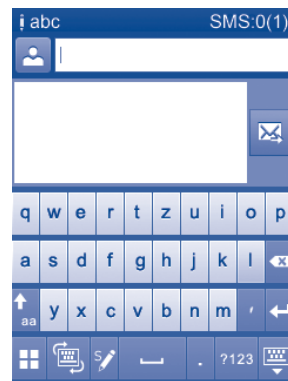 abc SMS:0(1)
q w e r t z u i o p
a s d f g h j k l
aa y x c v b n m '
. ?123